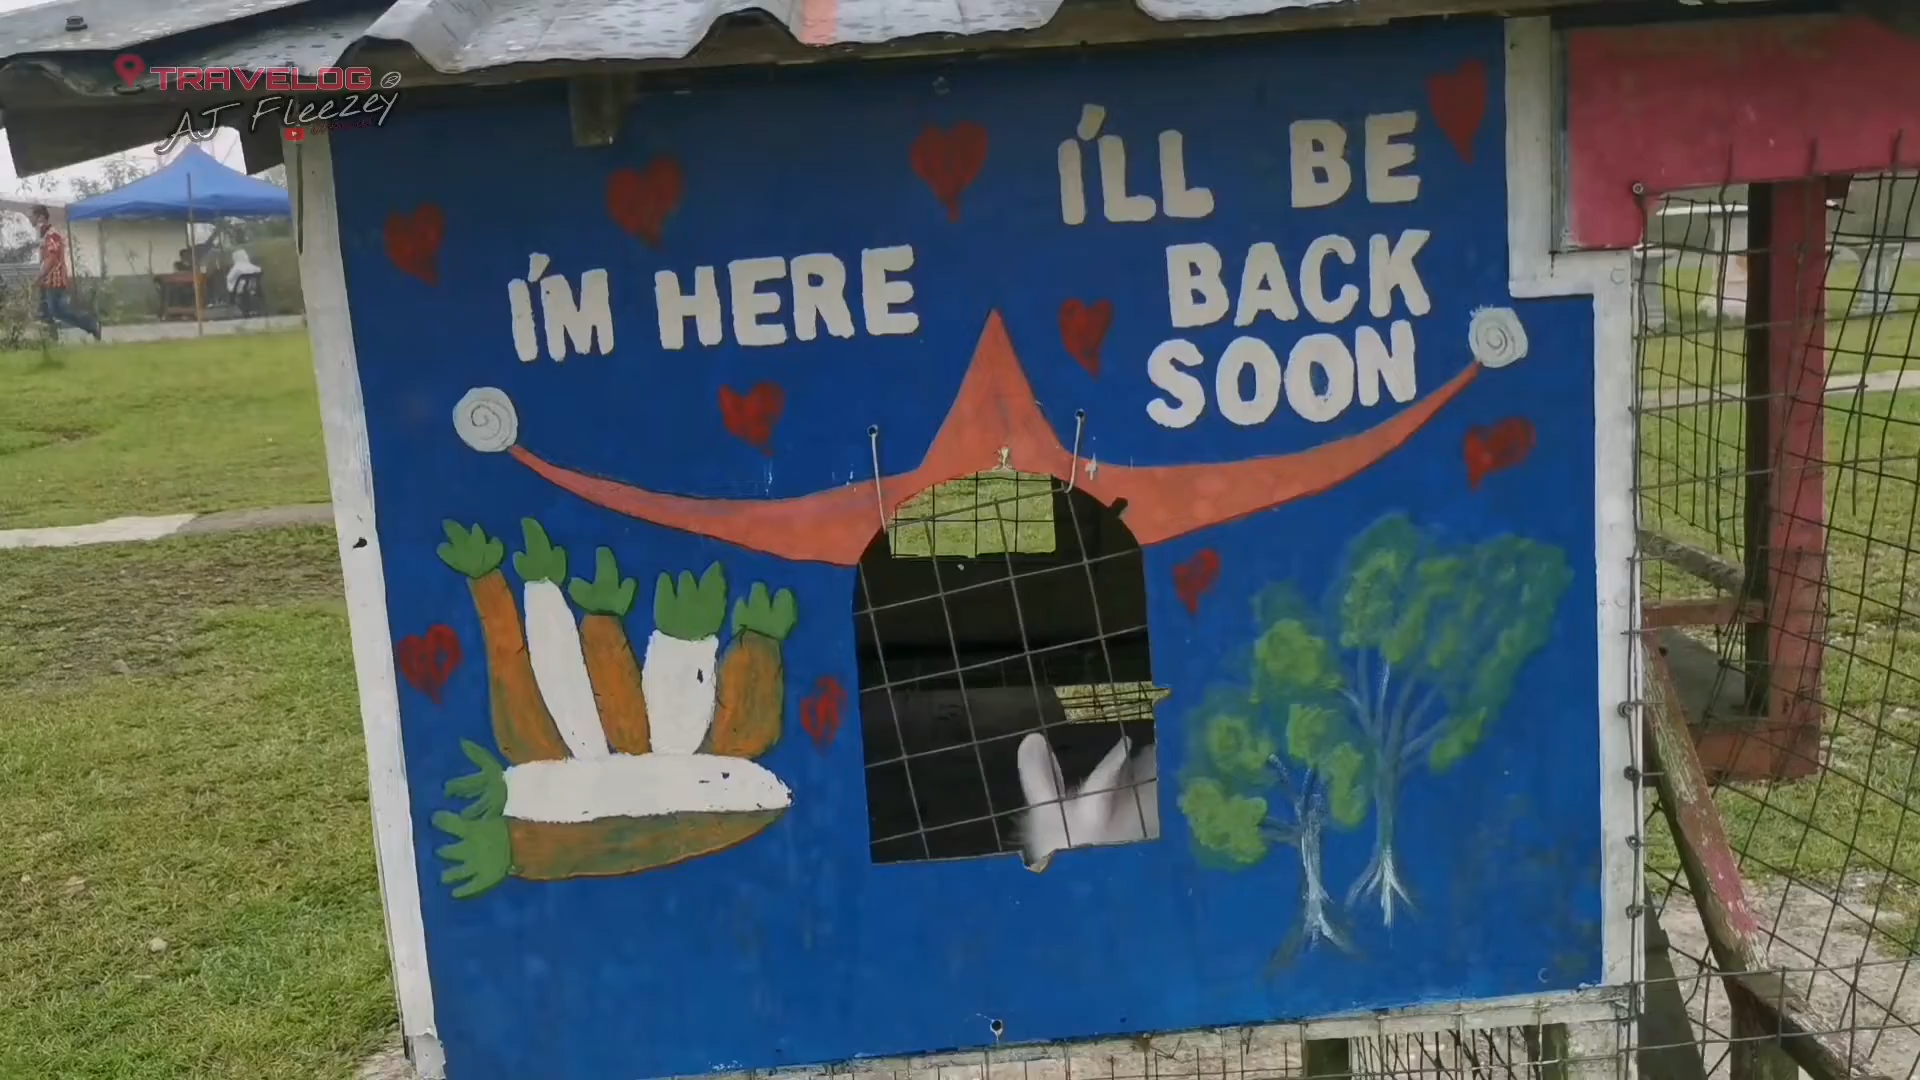 TRAVELOG ®
AJ Fleezey
I'M HERE
I'LL BE
BACK
SOON